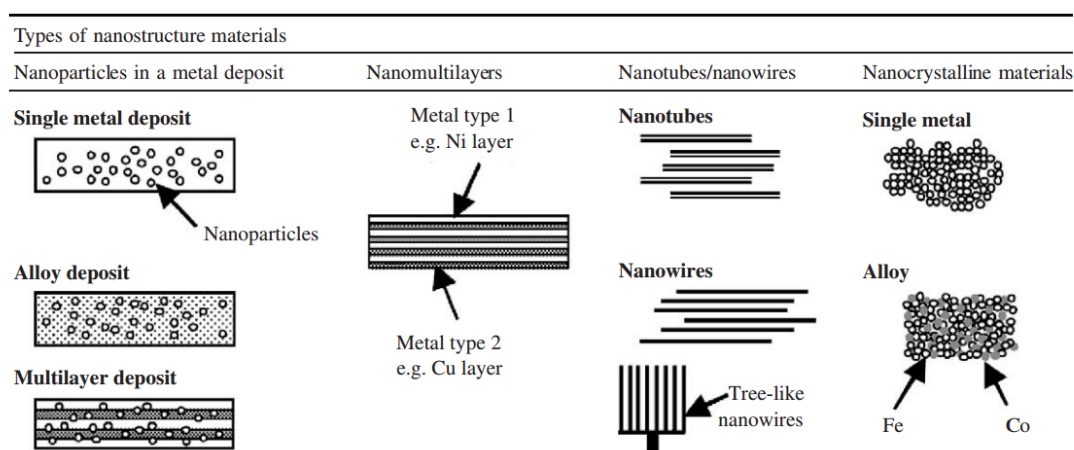 Types of nanostructure materials
Nanoparticles in a metal deposit
Nanomultilayers
Nanotubes/nanowires
Nanocrystalline materials
Single metal deposit
Nanoparticles
Alloy deposit
Multilayer deposit
Metal type 1
e.g. Ni layer
Metal type 2
e.g. Cu layer
Nanotubes
Nanowires
Tree-like
nanowires
Single metal
Alloy
Fe
Co